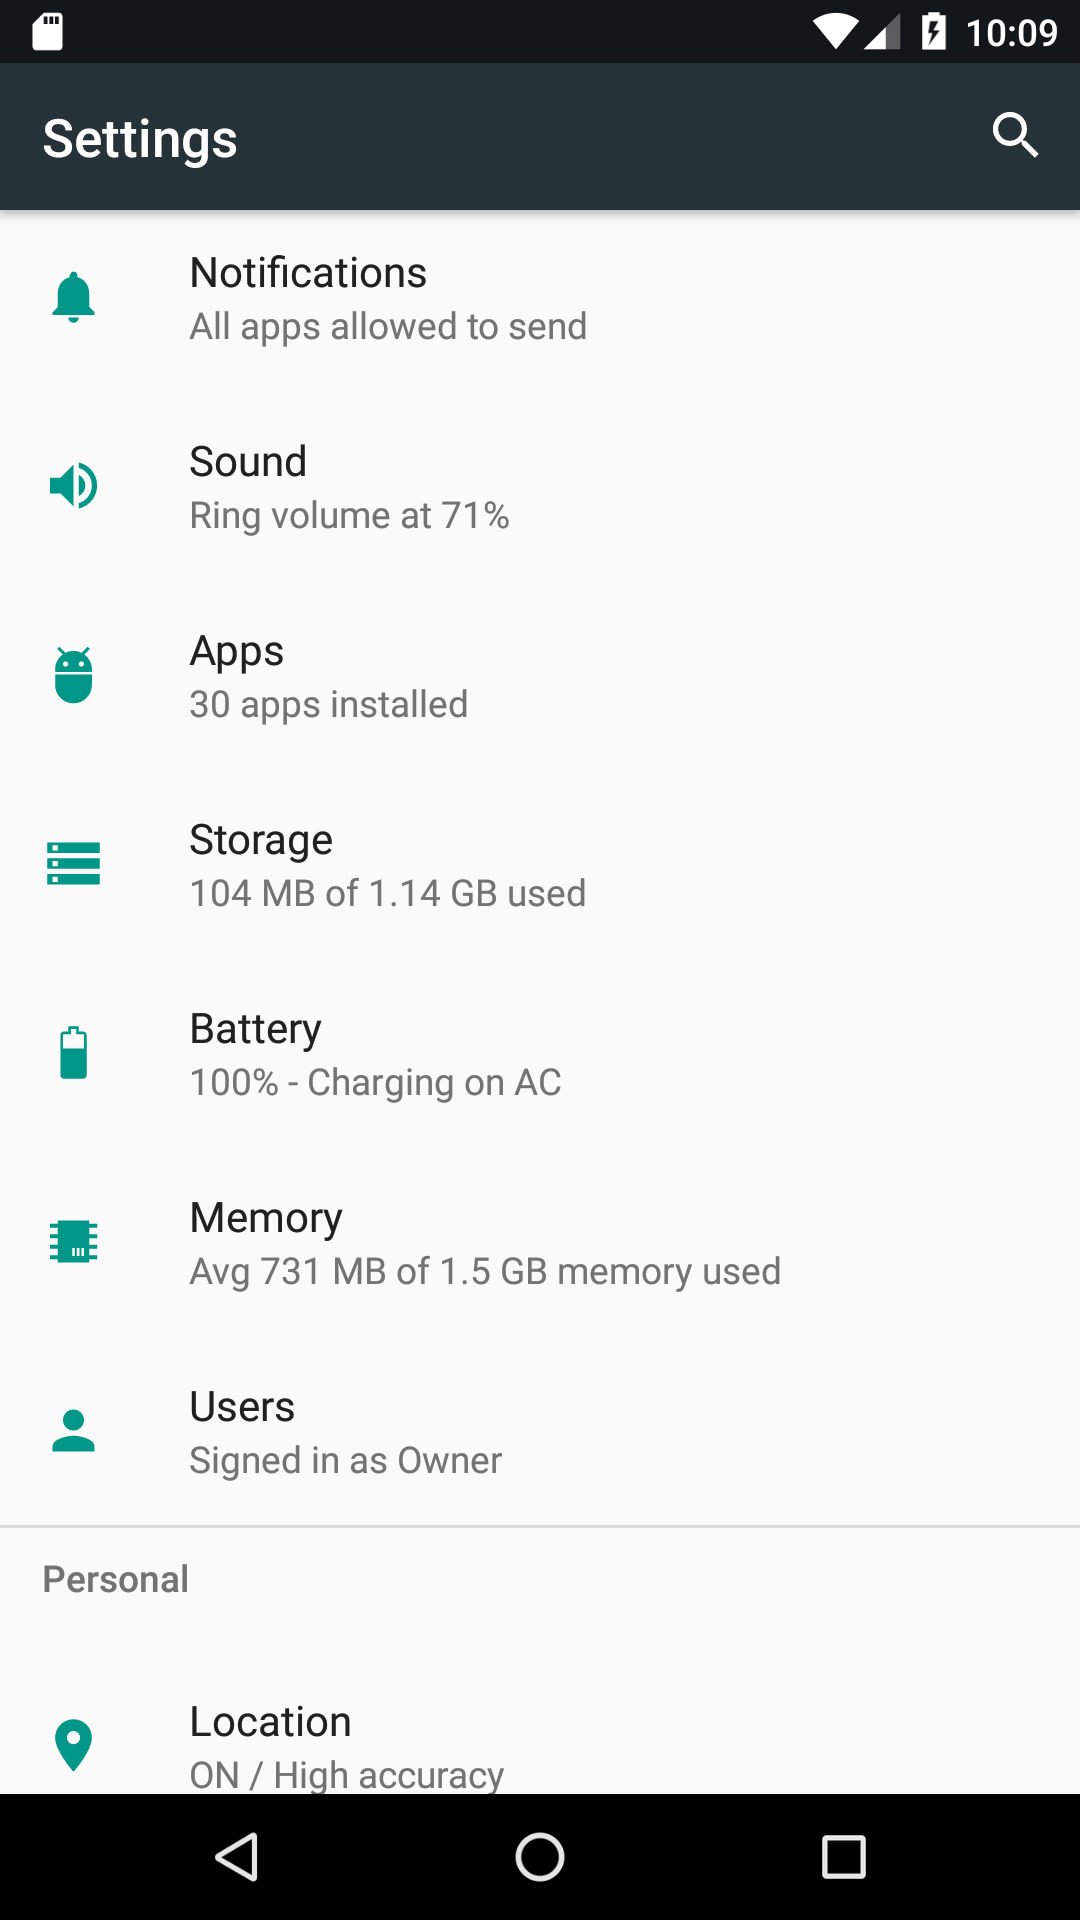 10:09
Settings
Notifications
All apps allowed to send
Sound
Ring volume at 71%
Apps
30 apps installed
Storage
104 MB of 1.14 GB used
Battery
100% - Charging on AC
Memory
Avg 731 MB of 1.5 GB memory used
Users
Signed in as Owner
Personal
Location
ON / High accuracy